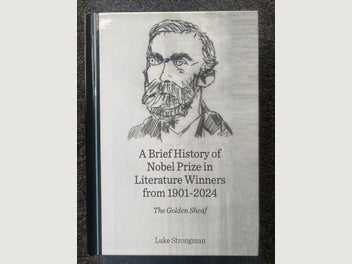 A Brief History of
Nobel Prize in
Literature Winners
from 1901-2024
The Golden Sheaf
Luke Strongman